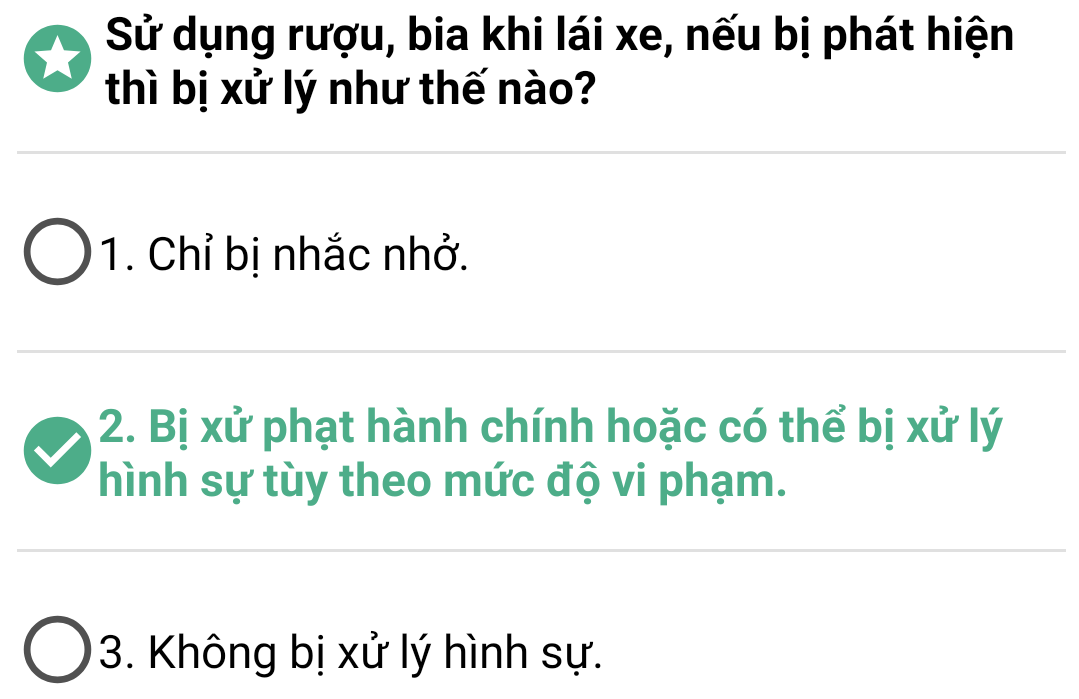 Sử dụng rượu, bia khi lái xe, nếu bị phát hiện
thì bị xử lý như thế nào?
1. Chỉ bị nhắc nhở.
2. Bị xử phạt hành chính hoặc có thể bị xử lý
hình sự tùy theo mức độ vi phạm.
3. Không bị xử lý hình sự.